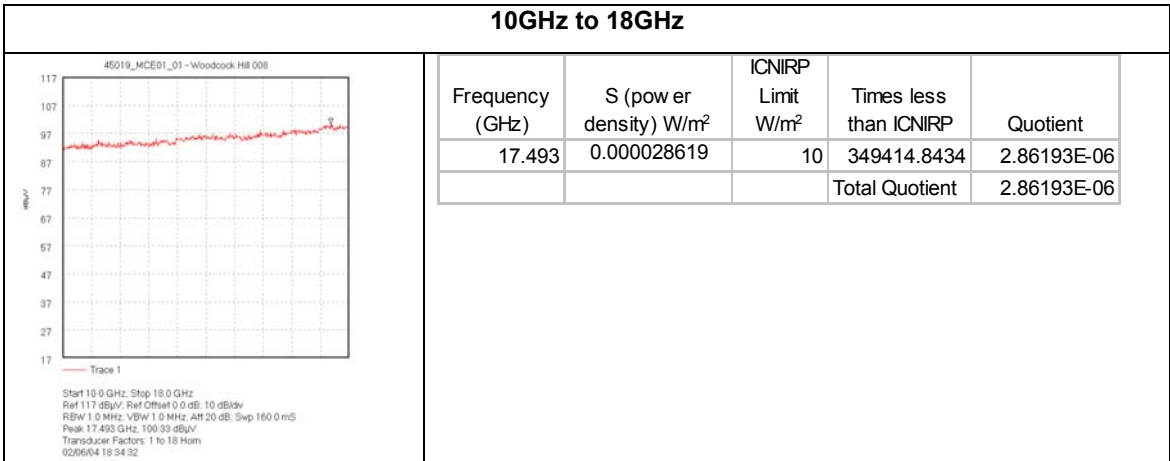 10GHz to 18GHz
45019_MCE01_01 - Woodcock Hill 008
117
107
97
87
77
67
57
47
37
27
17
dBµV
Trace 1
Start 10.0 GHz; Stop 18.0 GHz
Ref 117 dBµV; Ref Offset 0.0 dB; 10 dB/div
RBW 1.0 MHz; VBW 1.0 MHz; Att 20 dB; Swp 160.0 mS
Peak 17.493 GHz, 100.33 dBµV
Transducer Factors: 1 to 18 Horn
02/06/04 18:34:32
Frequency (GHz)
S (pow er density) W/m²
ICNIRP Limit W/m²
Times less than ICNIRP
Quotient
17.493 0.000028619 10 349414.8434 2.86193E-06
Total Quotient 2.86193E-06